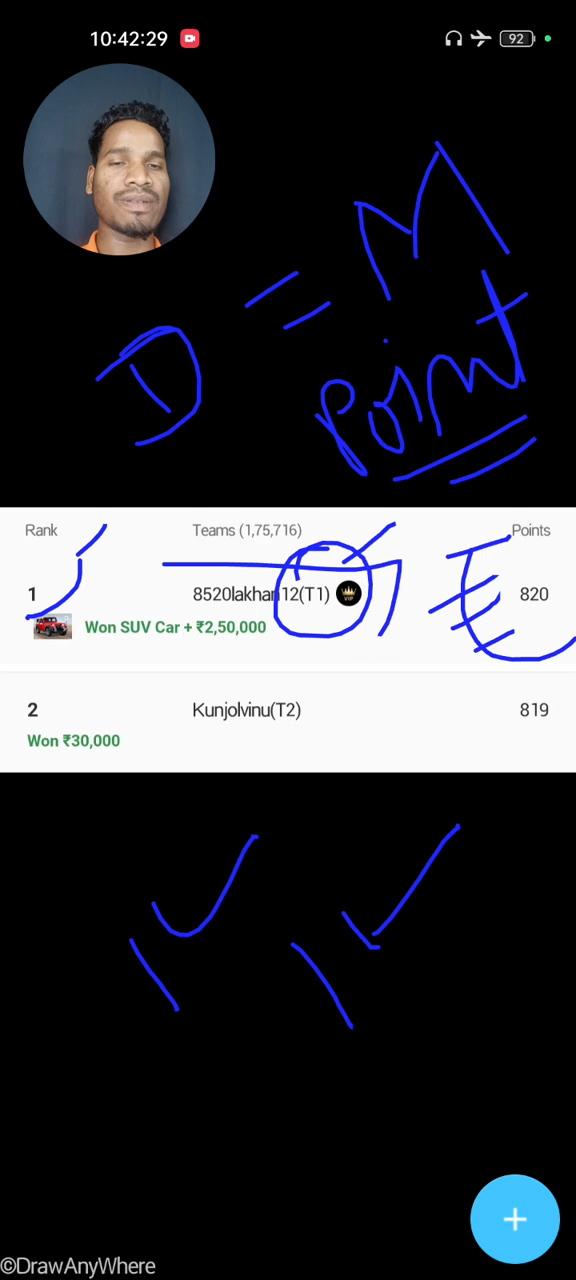 10:42:29 92
= M
D
Point
Rank Teams (1,75,716) Points
1 8520lakhan12(T1) VIP 820
Won SUV Car + ₹2,50,000
2 Kunjolvinu(T2) 819
Won ₹30,000
+
©DrawAnyWhere